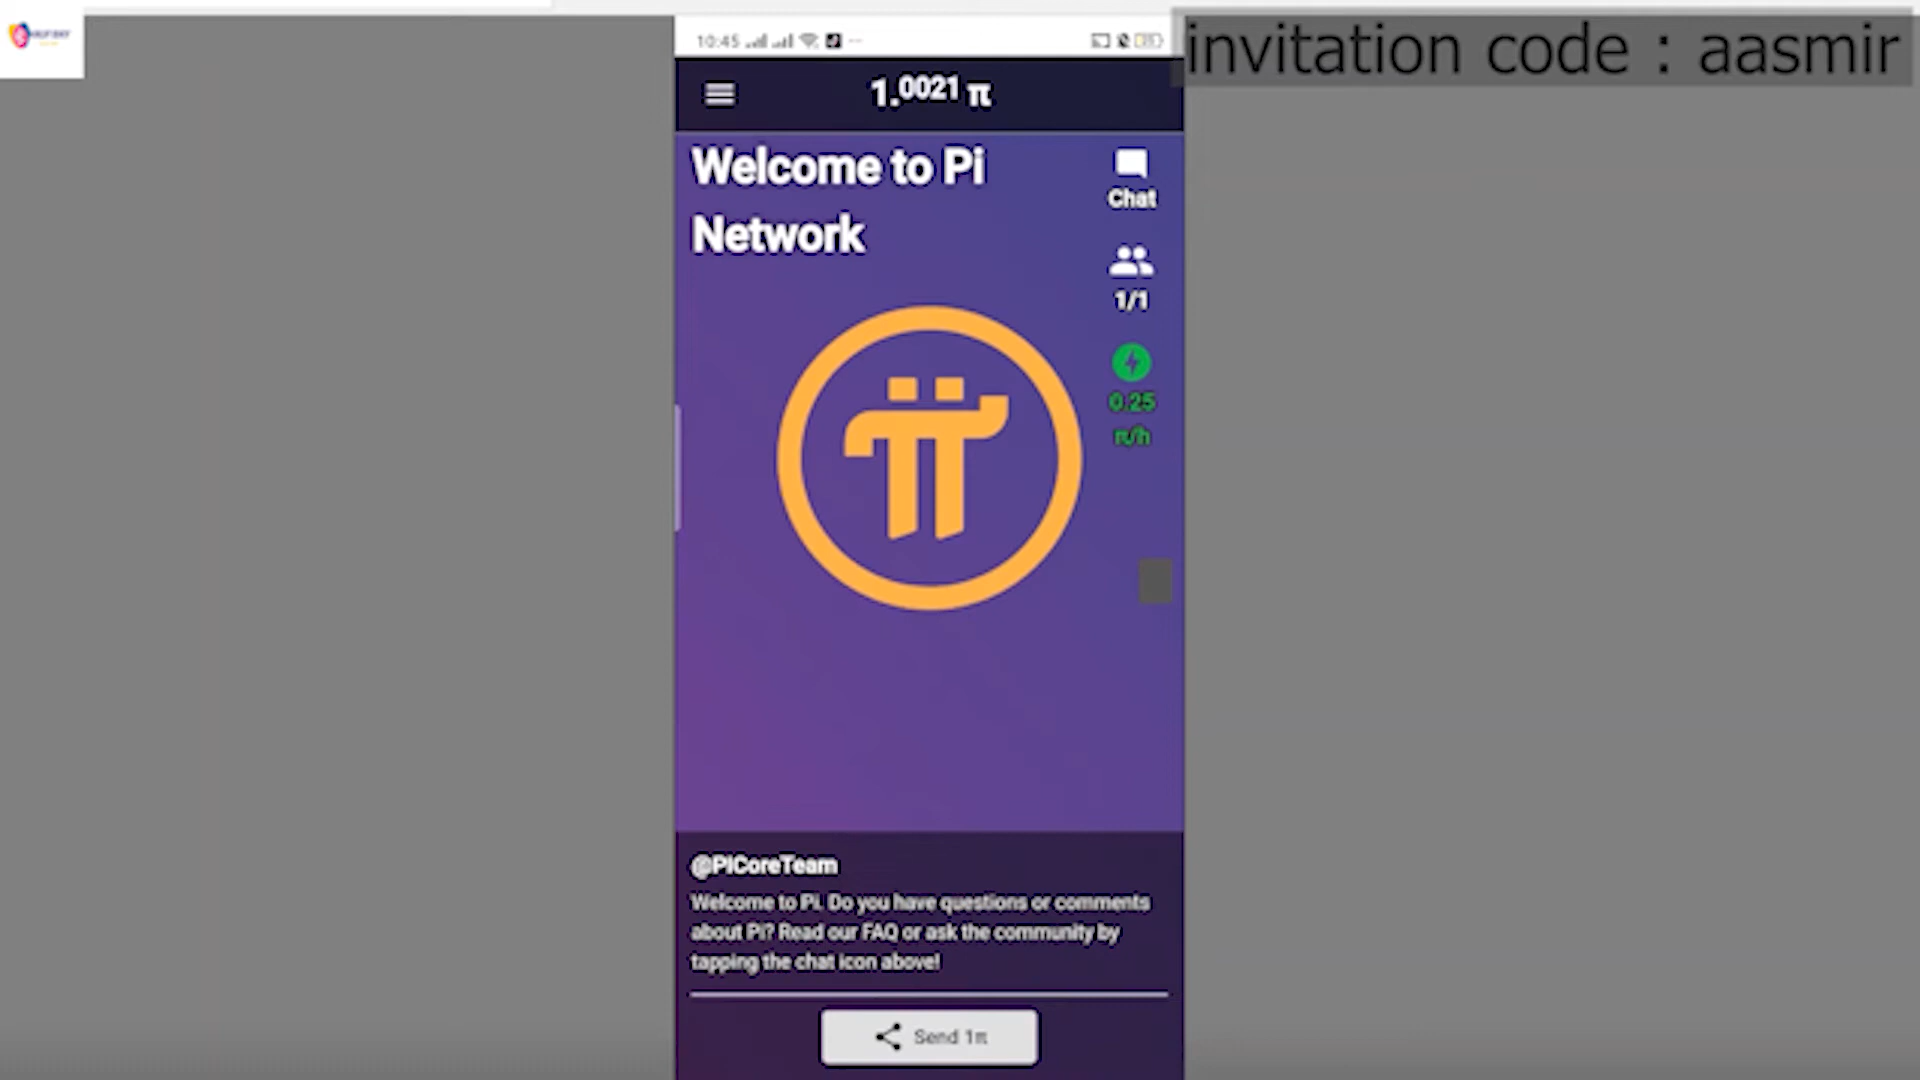 invitation code : aasmir
10:45
1.0021 π
Welcome to Pi
Network
Chat
1/1
0.25
π/h
@PiCoreTeam
Welcome to Pi. Do you have questions or comments
about Pi? Read our FAQ or ask the community by
tapping the chat icon above!
Send 1π